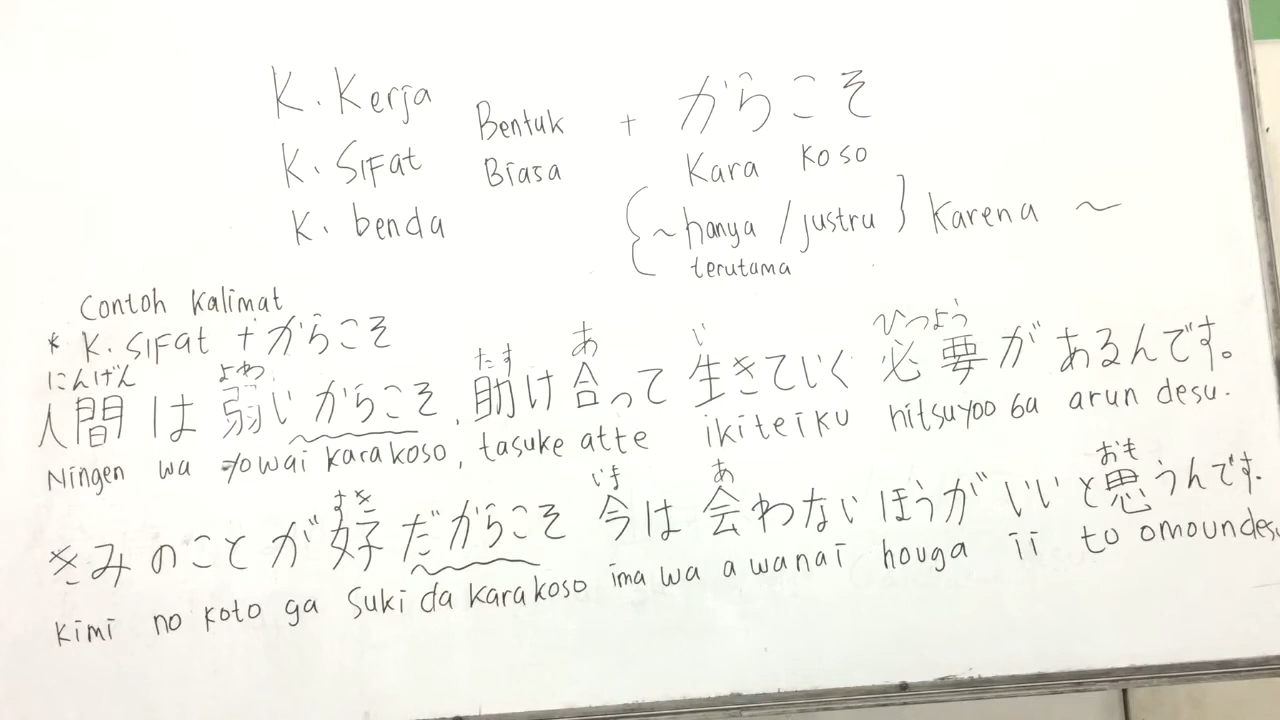 K. Kerja
K. Sifat
K. benda
Bentuk
Biasa
+ からこそ
Kara Koso
{~ hanya / justru} Karena ~
terutama
Contoh Kalimat
* K. Sifat + からこそ
にんげん よわ たす あ い ひつよう
人間は弱いからこそ、助け合って生きていく必要があるんです。
Ningen wa yowai karakoso, tasuke atte ikiteiku hitsuyoo ga arun desu.
すき いま あ おも
きみのことが好だからこそ今は会わないほうがいいと思うんです。
Kimi no koto ga suki da karakoso ima wa awanai houga ii to omoundesu